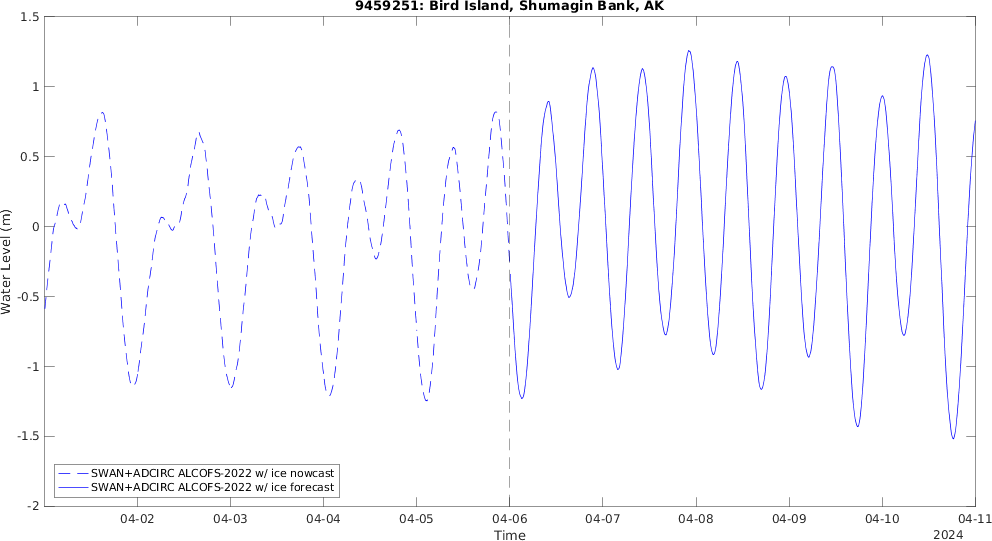 9459251: Bird Island, Shumagin Bank, AK
1.5
1
0.5
0
-0.5
-1
-1.5
-2
Water Level (m)
SWAN+ADCIRC ALCOFS-2022 w/ ice nowcast
SWAN+ADCIRC ALCOFS-2022 w/ ice forecast
04-02 04-03 04-04 04-05 04-06 04-07 04-08 04-09 04-10 04-11
Time
2024